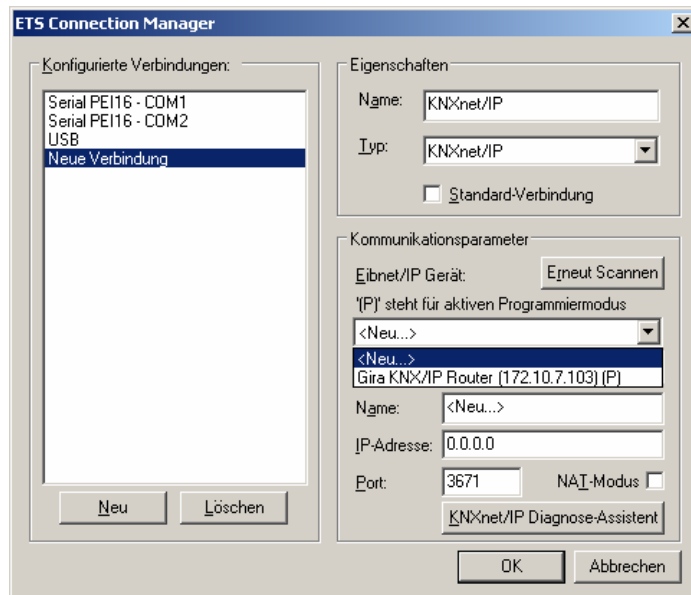 ETS Connection Manager
Konfigurierte Verbindungen:
Serial PEI16 - COM1
Serial PEI16 - COM2
USB
Neue Verbindung
Neu
Löschen
Eigenschaften
Name:
KNXnet/IP
Typ:
KNXnet/IP
Standard-Verbindung
Kommunikationsparameter
Eibnet/IP Gerät:
Erneut Scannen
'(P)' steht für aktiven Programmiermodus
<Neu...>
<Neu...>
Gira KNX/IP Router (172.10.7.103) (P)
Name:
<Neu...>
IP-Adresse:
0.0.0.0
Port:
3671
NAT-Modus
KNXnet/IP Diagnose-Assistent
OK
Abbrechen